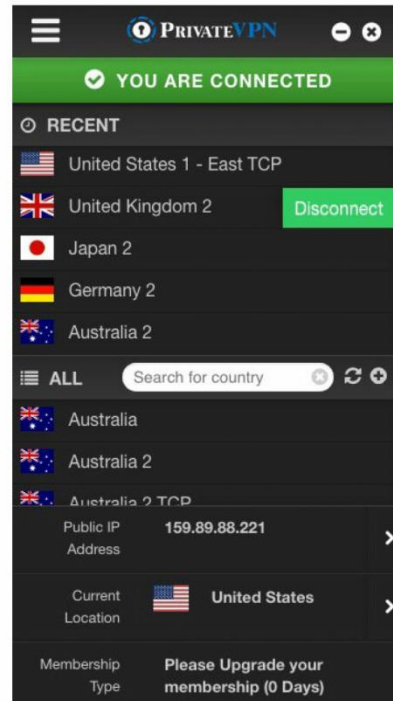 PRIVATEVPN
YOU ARE CONNECTED
RECENT
United States 1 - East TCP
United Kingdom 2
Disconnect
Japan 2
Germany 2
Australia 2
ALL
Search for country
Australia
Australia 2
Australia 2 TCP
Public IP
Address
159.89.88.221
Current
Location
United States
Membership
Type
Please Upgrade your
membership (0 Days)